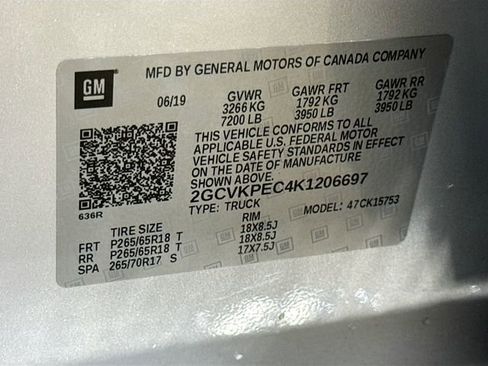 GM
MFD BY GENERAL MOTORS OF CANADA COMPANY
06/19 GVWR GAWR FRT GAWR RR
3266 KG 1792 KG 1792 KG
7200 LB 3950 LB 3950 LB
THIS VEHICLE CONFORMS TO ALL
APPLICABLE U.S. FEDERAL MOTOR
VEHICLE SAFETY STANDARDS IN EFFECT
ON THE DATE OF MANUFACTURE SHOWN ABOVE.
2GCVKPEC4K1206697
636R TYPE: TRUCK MODEL: 47CK15753
TIRE SIZE RIM
FRT P265/65R18 T 18X8.5J
RR P265/65R18 T 18X8.5J
SPA 265/70R17 S 17X7.5J